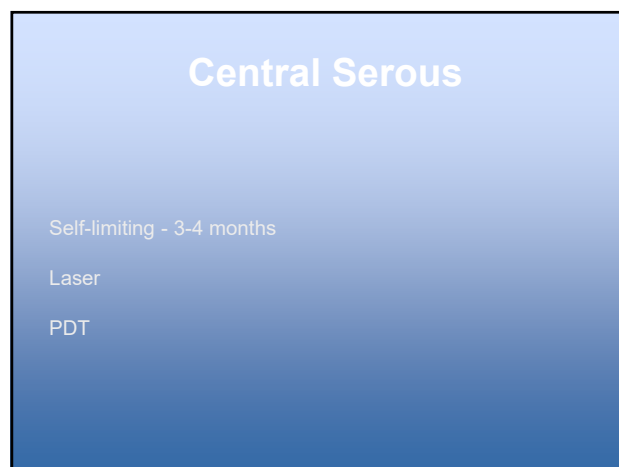 Central Serous
Self-limiting - 3-4 months
Laser
PDT